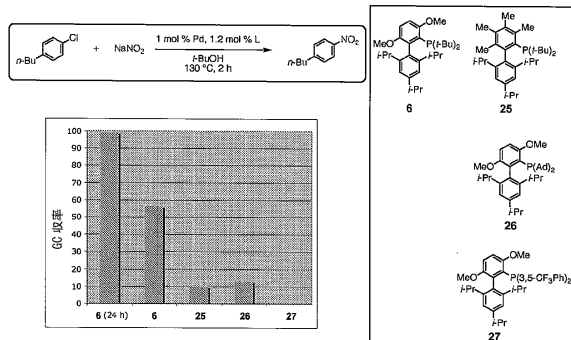 Cl
n-Bu
+
NaNO₂
1 mol % Pd, 1.2 mol % L
t-BuOH
130 °C, 2 h
NO₂
n-Bu
OMe
MeO
P(t-Bu)₂
i-Pr
i-Pr
i-Pr
6
Me
Me
Me
Me
P(t-Bu)₂
i-Pr
i-Pr
i-Pr
25
OMe
MeO
P(Ad)₂
i-Pr
i-Pr
i-Pr
26
OMe
MeO
P(3,5-CF₃Ph)₂
i-Pr
i-Pr
i-Pr
27
GC 收率
100
90
80
70
60
50
40
30
20
10
0
6 (24 h)
6
25
26
27